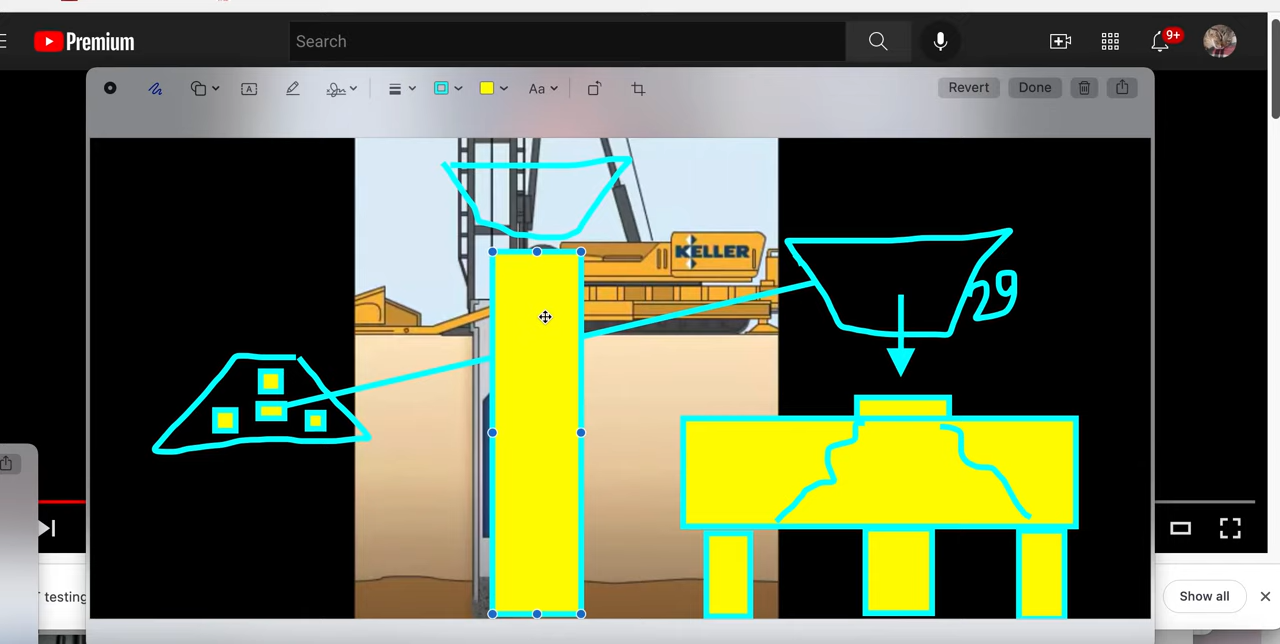 Premium
Search
9+
A
Aa
Revert
Done
KELLER
29
testing
Show all